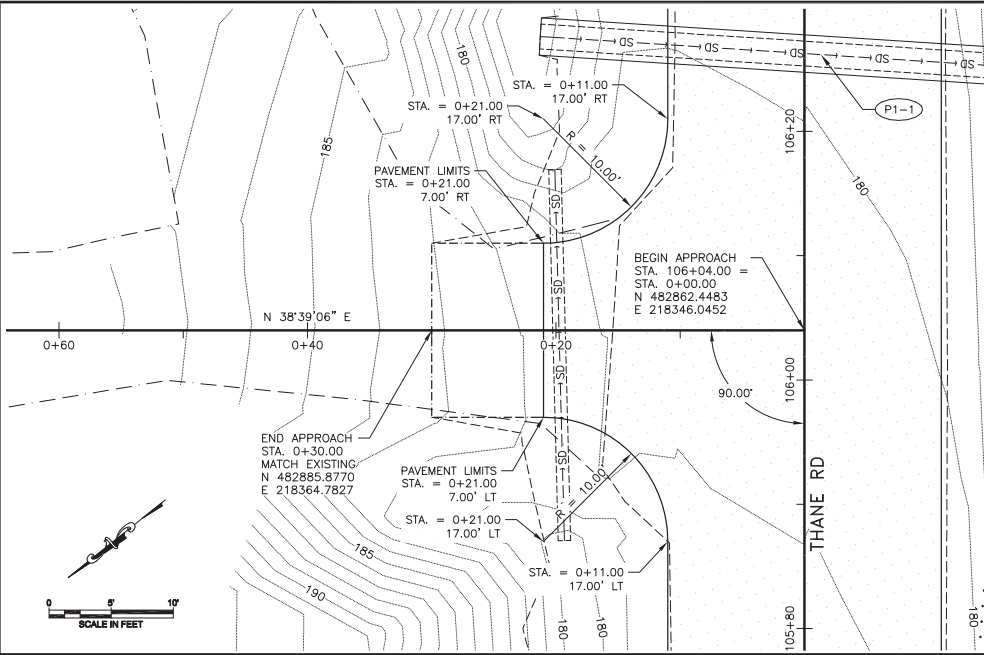 180
SD
SD
SD
SD
SD
P1-1
STA. = 0+11.00
17.00' RT
STA. = 0+21.00
17.00' RT
R = 10.00'
106+20
185
180
PAVEMENT LIMITS
STA. = 0+21.00
7.00' RT
SD
BEGIN APPROACH
STA. 106+04.00 =
STA. 0+00.00
N 482862.4483
E 218346.0452
SD
N 38°39'06" E
0+60
0+40
0+20
SD
106+00
90.00°
END APPROACH
STA. 0+30.00
MATCH EXISTING
N 482885.8770
E 218364.7827
PAVEMENT LIMITS
STA. = 0+21.00
7.00' LT
SD
R = 10.00
STA. = 0+21.00
17.00' LT
THANE RD
185
STA. = 0+11.00
17.00' LT
190
180
180
105+80
180
0 5' 10'
SCALE IN FEET